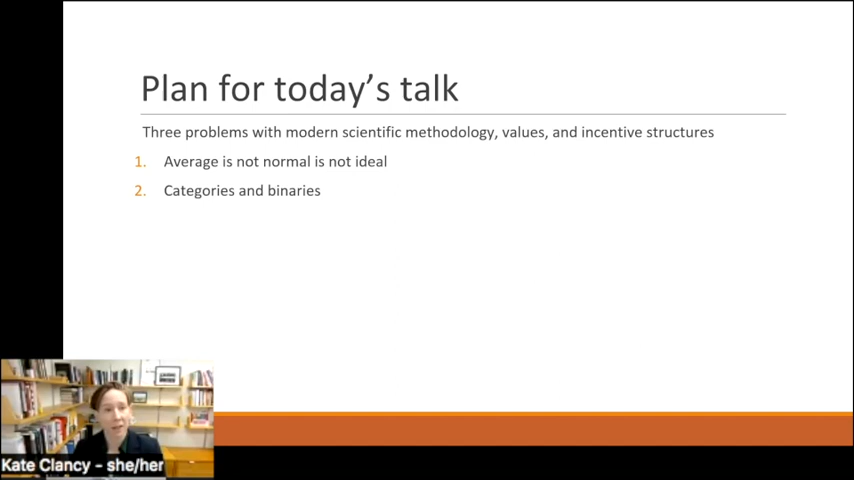 Plan for today's talk
Three problems with modern scientific methodology, values, and incentive structures
1. Average is not normal is not ideal
2. Categories and binaries
Kate Clancy - she/her